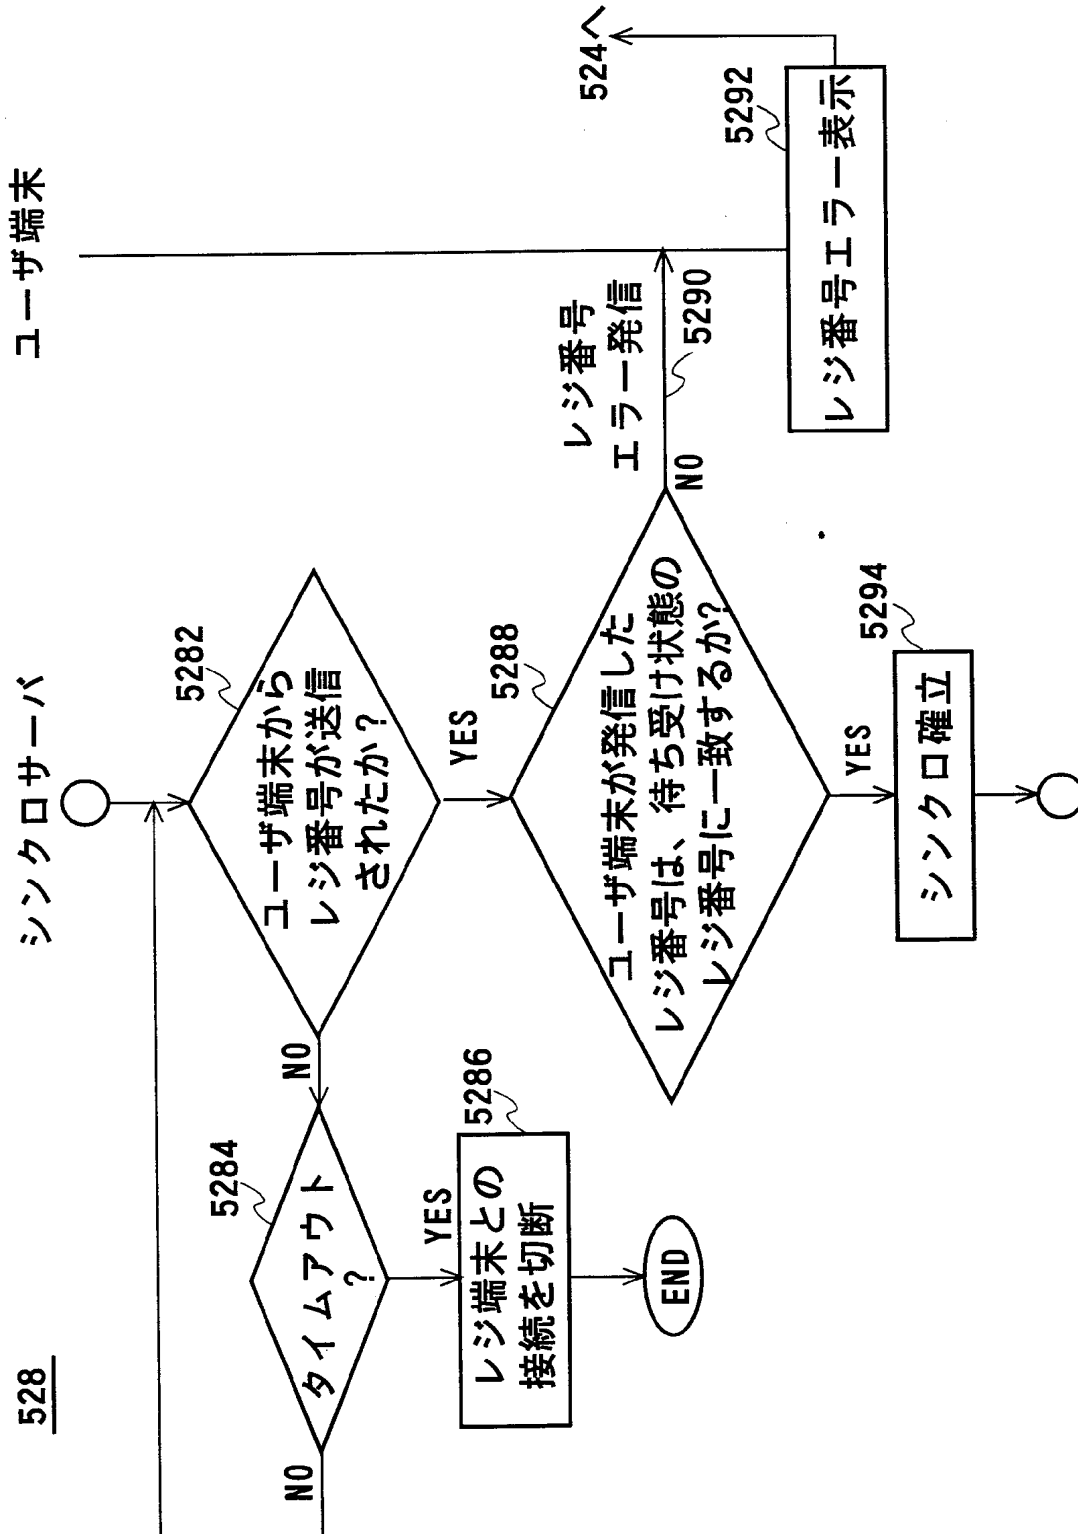 528
シンクロサーバ
ユーザ端末
5282
ユーザ端末から
レジ番号が送信
されたか？
NO
YES
5284
タイムアウト
？
NO
YES
5286
レジ端末との
接続を切断
END
5288
ユーザ端末が発信した
レジ番号は、待ち受け状態の
レジ番号に一致するか？
NO
YES
レジ番号
エラー発信
5290
5292
レジ番号エラー表示
524へ
5294
シンクロ確立